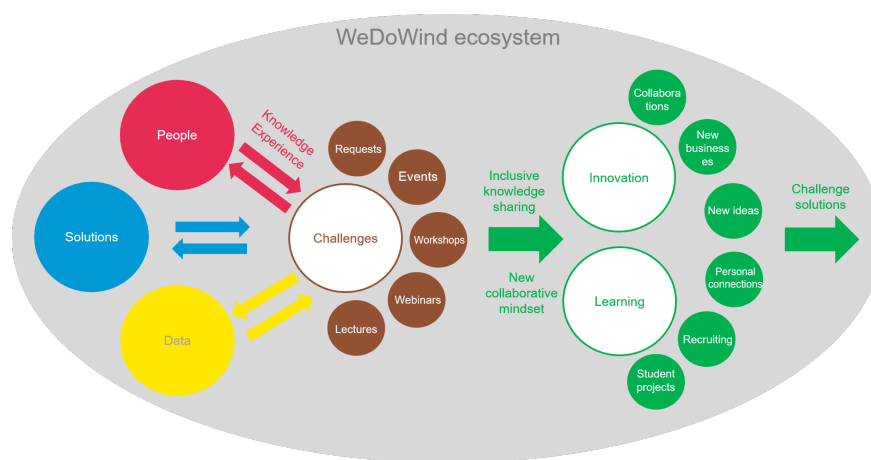 WeDoWind ecosystem
People
Knowledge
Experience
Solutions
Data
Challenges
Requests
Events
Workshops
Webinars
Lectures
Inclusive
knowledge
sharing
New
collaborative
mindset
Innovation
Learning
Collabora
tions
New
business
es
New ideas
Personal
connections
Recruiting
Student
projects
Challenge
solutions